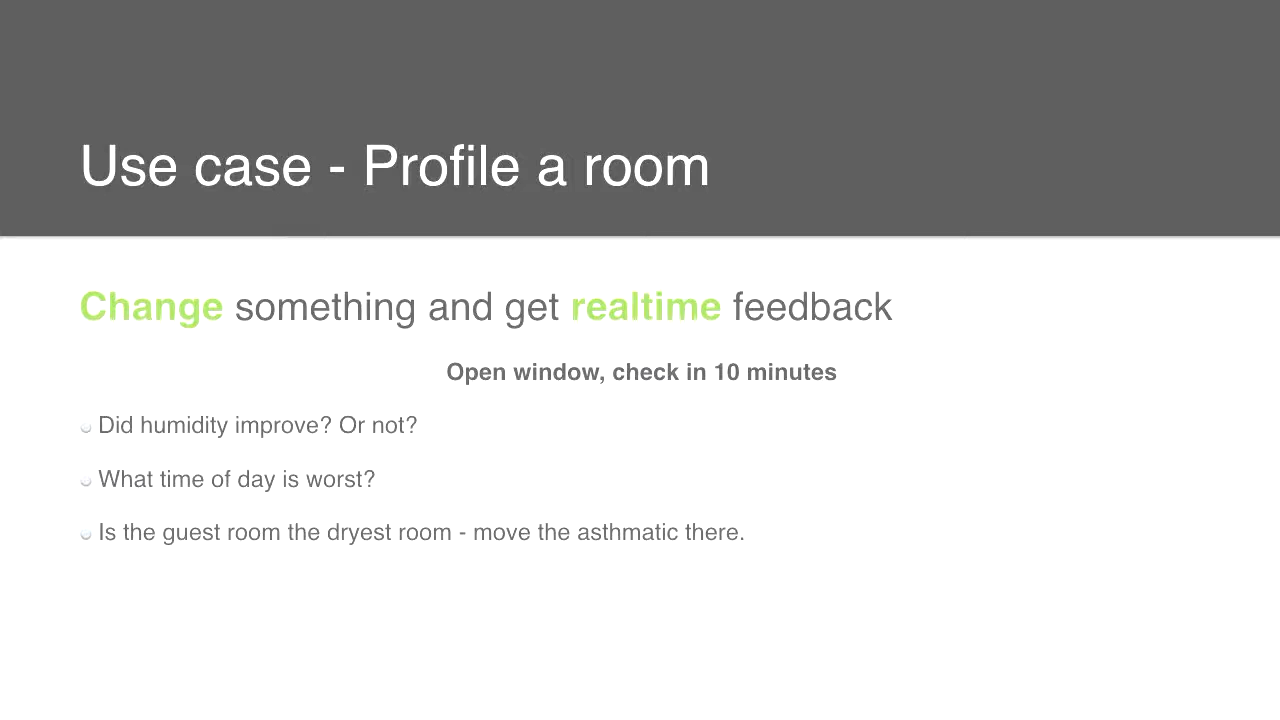 Use case - Profile a room
Change something and get realtime feedback
Open window, check in 10 minutes
Did humidity improve? Or not?
What time of day is worst?
Is the guest room the dryest room - move the asthmatic there.